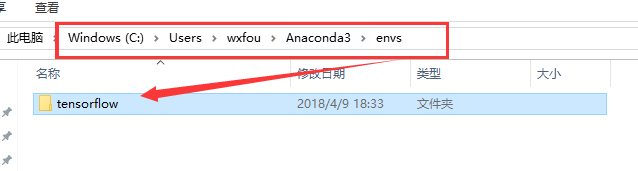 享 查看
此电脑 > Windows (C:) > Users > wxfou > Anaconda3 > envs
名称 修改日期 类型 大小
tensorflow 2018/4/9 18:33 文件夹